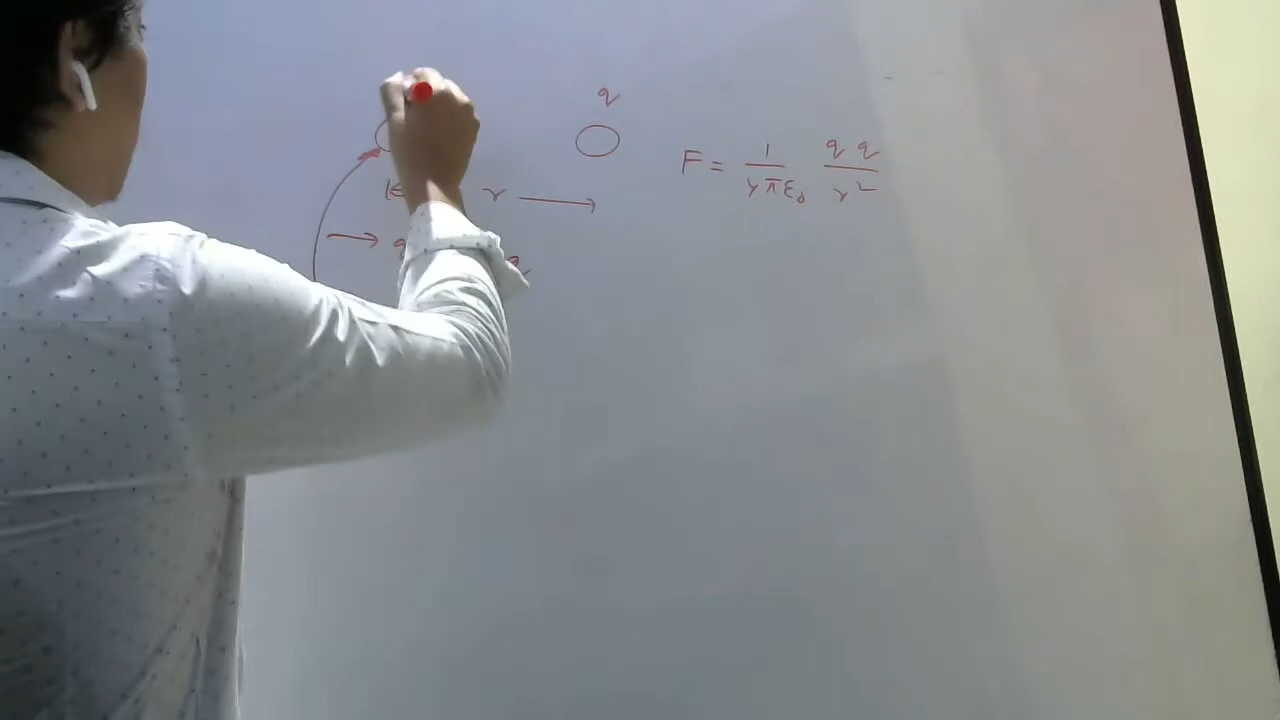 q
F = 1/4πε₀ q q/r²
r →
→ q